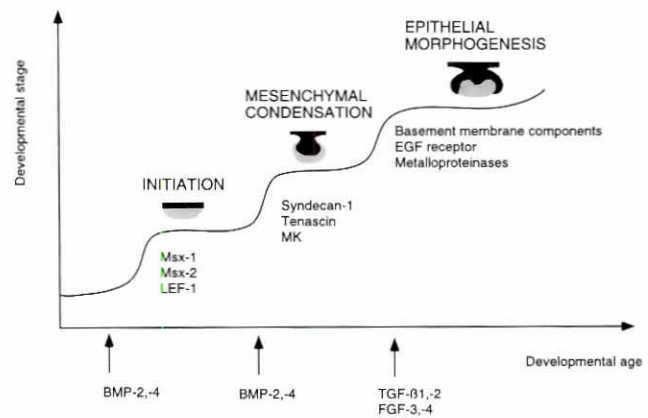 EPITHELIAL
MORPHOGENESIS
MESENCHYMAL
CONDENSATION
INITIATION
Developmental stage
Basement membrane components
EGF receptor
Metalloproteinases
Syndecan-1
Tenascin
MK
Msx-1
Msx-2
LEF-1
Developmental age
BMP-2,-4
BMP-2,-4
TGF-ß1,-2
FGF-3,-4